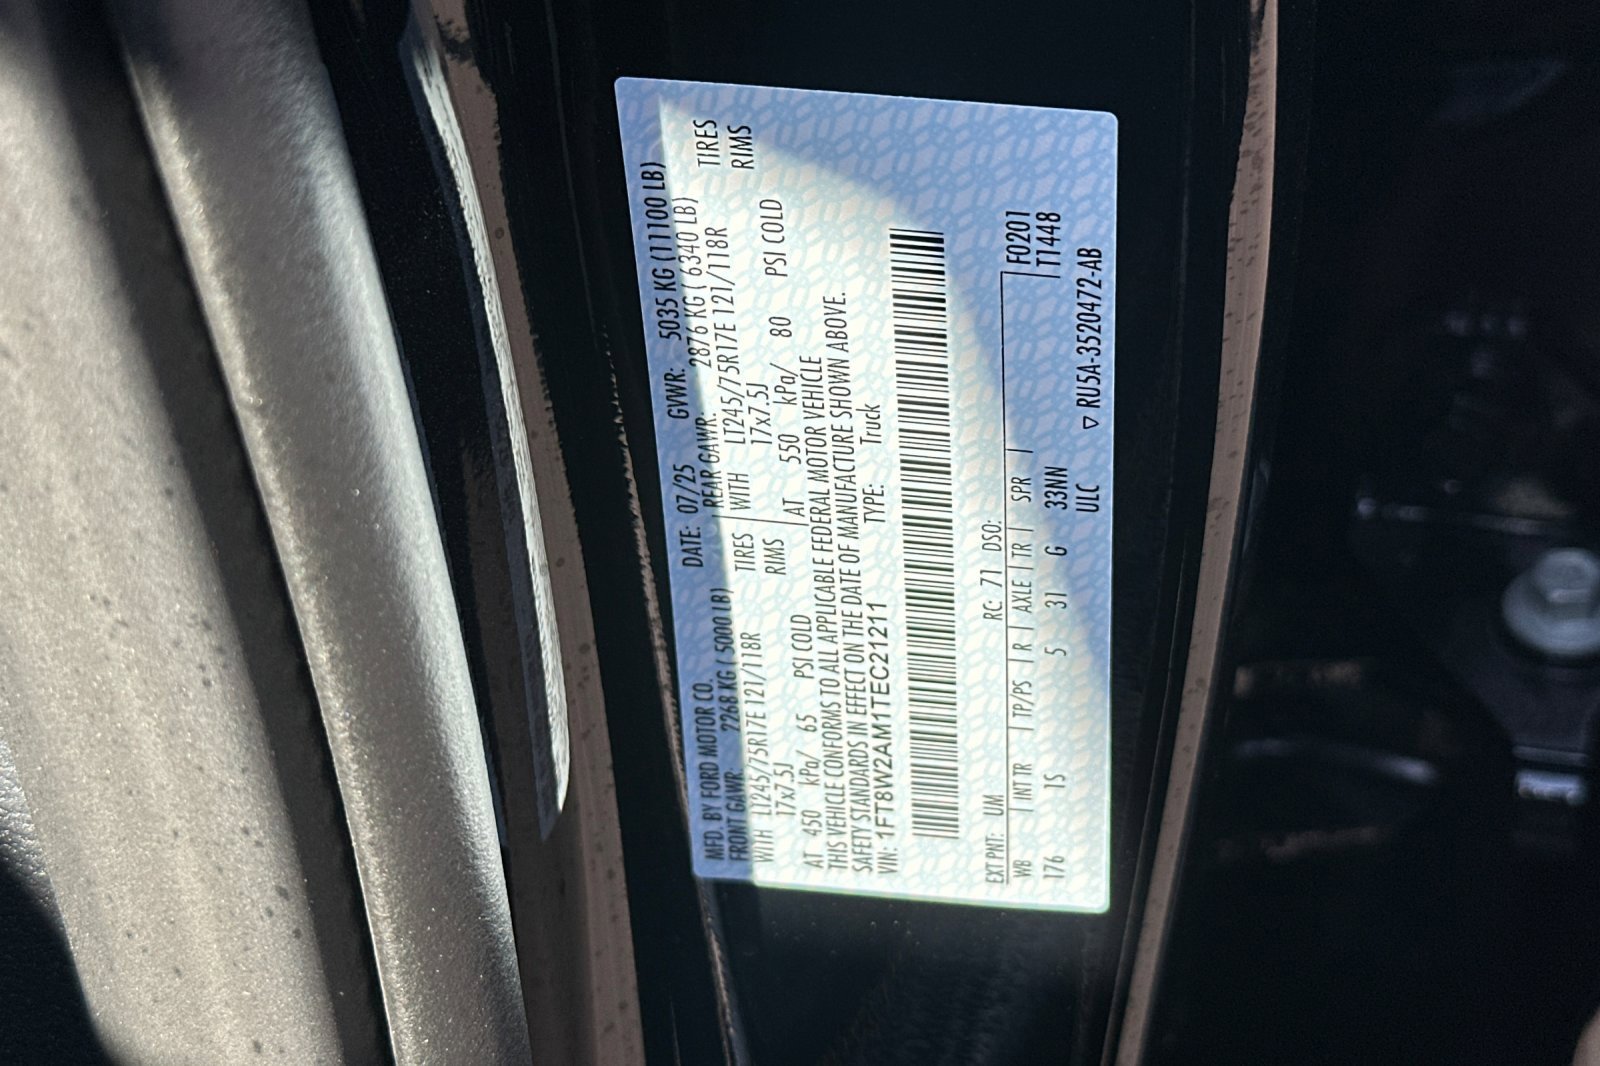 MFD. BY FORD MOTOR CO. DATE: 07/25 GVWR: 5035 KG (11100 LB)
FRONT GAWR: 2268 KG ( 5000 LB) REAR GAWR: 2876 KG ( 6340 LB)
WITH LT245/75R17E 121/118R TIRES WITH LT245/75R17E 121/118R TIRES
17x7.5J RIMS 17x7.5J RIMS
AT 450 kPa/ 65 PSI COLD AT 550 kPa/ 80 PSI COLD
THIS VEHICLE CONFORMS TO ALL APPLICABLE FEDERAL MOTOR VEHICLE
SAFETY STANDARDS IN EFFECT ON THE DATE OF MANUFACTURE SHOWN ABOVE.
VIN: 1FT8W2AM1TEC21211 TYPE: Truck
EXT PNT: UM RC: 71 DSO:
WB INT TR TP/PS R AXLE TR SPR F0201
176 1S 5 31 G 33NN T1448
ULC ▽ RU5A-3520472-AB